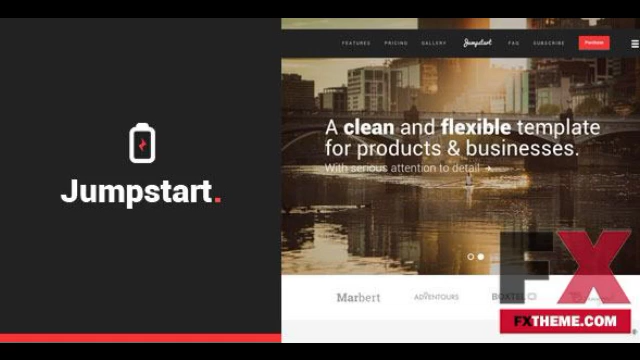 Jumpstart.
FEATURES PRICING GALLERY Jumpstart FAQ SUBSCRIBE Purchase
A clean and flexible template
for products & businesses.
With serious attention to detail
Marbert ADVENTOURS
FX
FXTHEME.COM